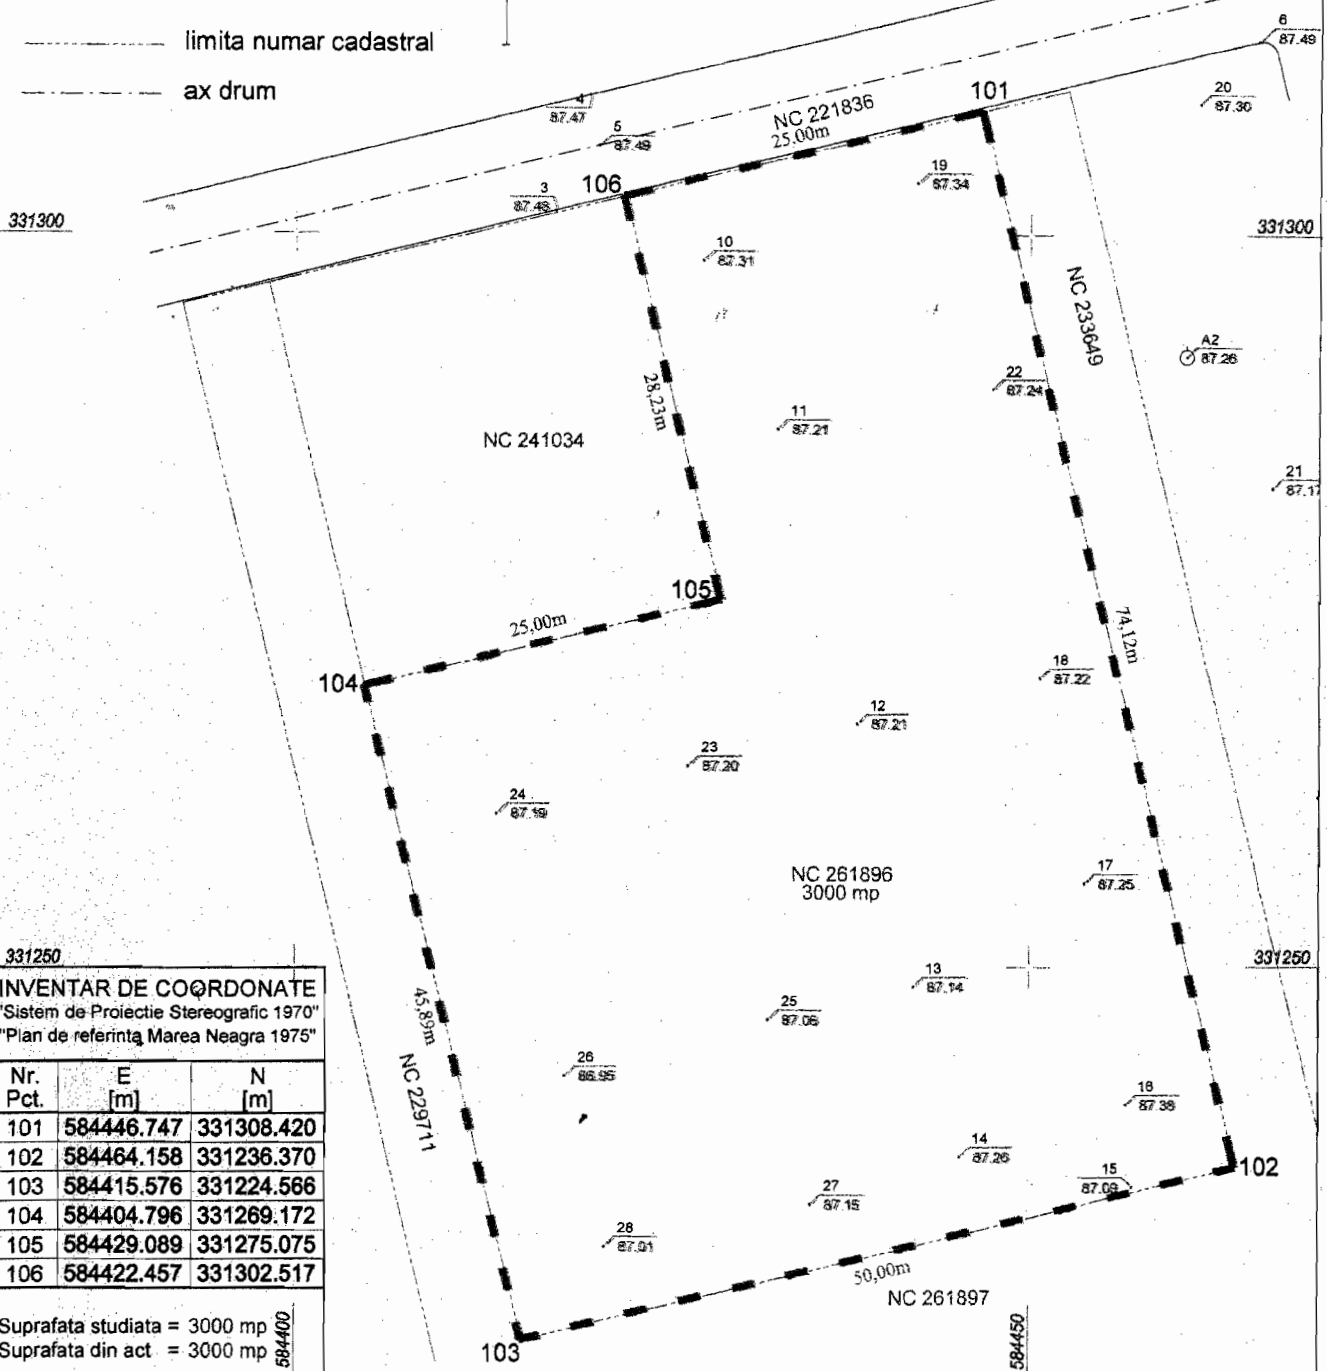 limita numar cadastral
ax drum
6
87.49
20
87.30
4
87.47
5
87.49
NC 221836
25,00m
101
19
87.34
3
87.48
106
331300
331300
10
87.31
NC 233649
A2
87.26
22
87.24
28,23m
11
87.21
NC 241034
21
87.17
105
25,00m
74,12m
104
18
87.22
12
87.21
23
87.20
24
87.19
NC 261896
3000 mp
17
87.25
331250
331250
13
87.14
25
87.06
45,89m
NC 229711
26
86.95
16
87.38
14
87.26
15
87.09
102
27
87.15
28
87.01
50,00m
NC 261897
103
584400
584450
INVENTAR DE COORDONATE
"Sistem de Proiectie Stereografic 1970"
"Plan de referinta Marea Neagra 1975"
Nr. Pct. E [m] N [m]
101 584446.747 331308.420
102 584464.158 331236.370
103 584415.576 331224.566
104 584404.796 331269.172
105 584429.089 331275.075
106 584422.457 331302.517
Suprafata studiata = 3000 mp
Suprafata din act = 3000 mp